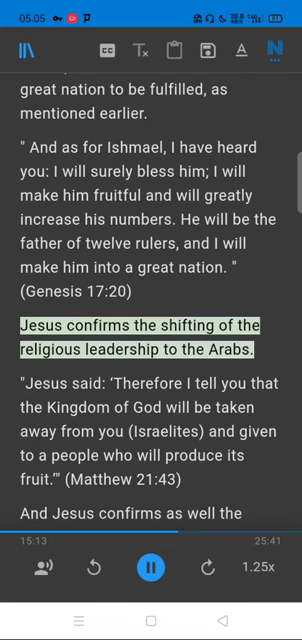 05.05
CC
great nation to be fulfilled, as
mentioned earlier.
" And as for Ishmael, I have heard
you: I will surely bless him; I will
make him fruitful and will greatly
increase his numbers. He will be the
father of twelve rulers, and I will
make him into a great nation. "
(Genesis 17:20)
Jesus confirms the shifting of the
religious leadership to the Arabs.
"Jesus said: ‘Therefore I tell you that
the Kingdom of God will be taken
away from you (Israelites) and given
to a people who will produce its
fruit.’" (Matthew 21:43)
And Jesus confirms as well the
15:13 25:41
1.25x